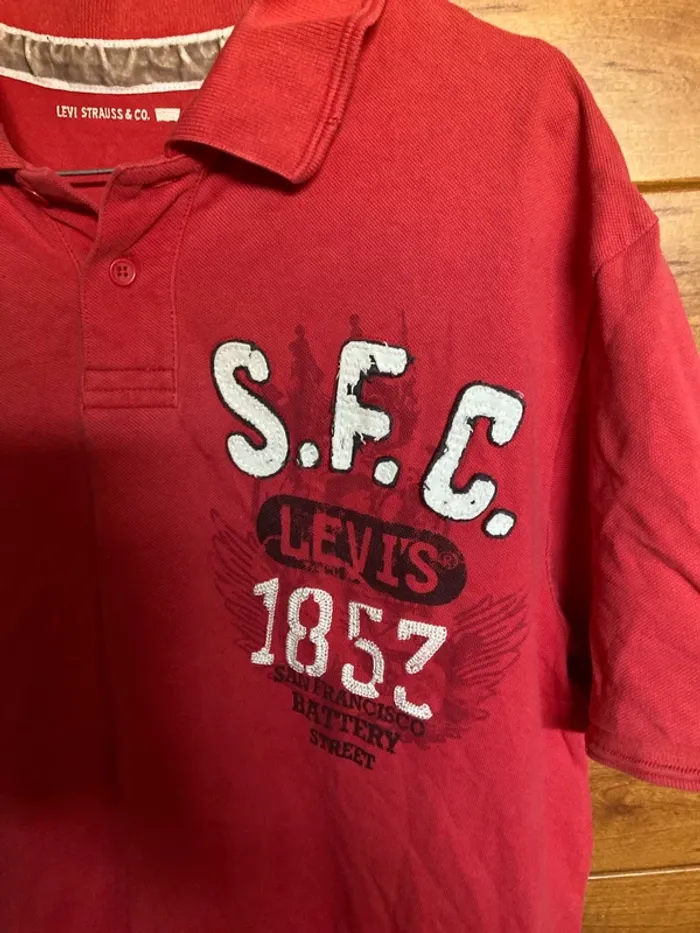 LEVI STRAUSS & CO.
S.F.C.
LEVI'S®
1853
SAN FRANCISCO
BATTERY
STREET